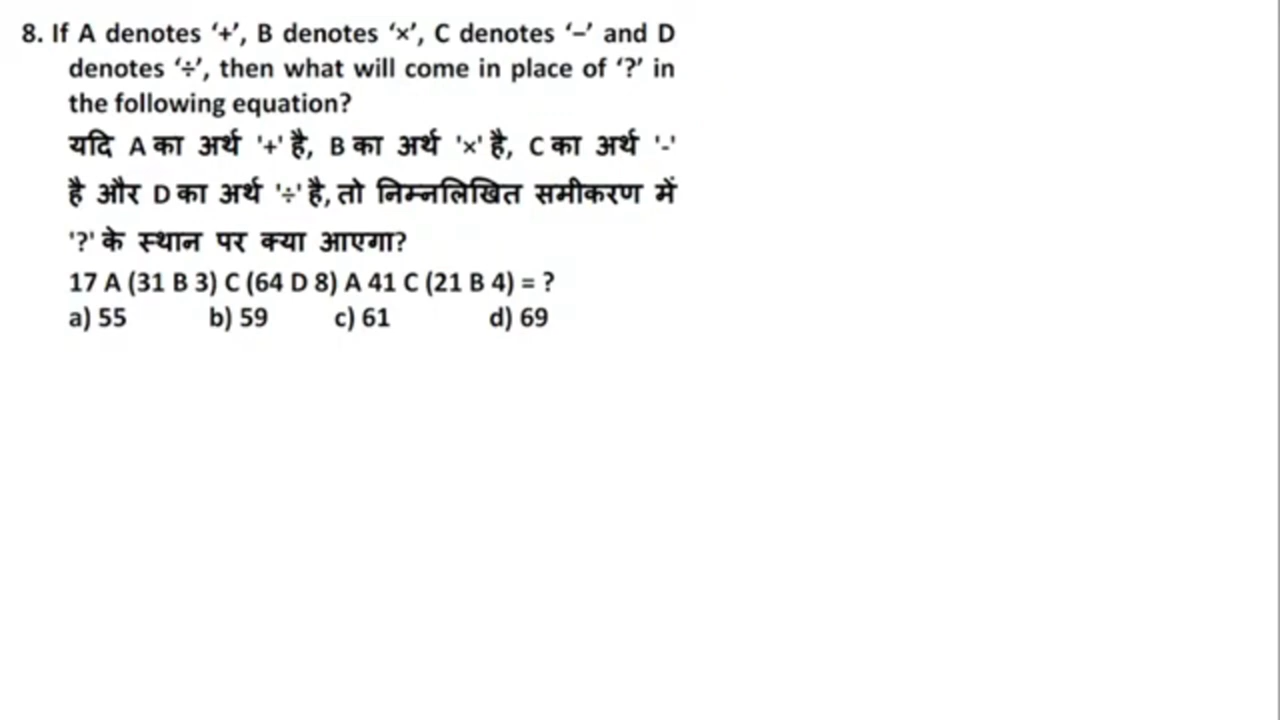 8. If A denotes ‘+’, B denotes ‘×’, C denotes ‘–’ and D
denotes ‘÷’, then what will come in place of ‘?’ in
the following equation?
यदि A का अर्थ '+' है, B का अर्थ '×' है, C का अर्थ '-'
है और D का अर्थ '÷' है, तो निम्नलिखित समीकरण में
'?' के स्थान पर क्या आएगा?
17 A (31 B 3) C (64 D 8) A 41 C (21 B 4) = ?
a) 55 b) 59 c) 61 d) 69